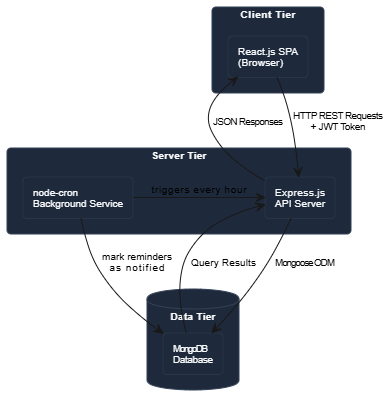 Client Tier
React.js SPA
(Browser)
JSON Responses
HTTP REST Requests
+ JWT Token
Server Tier
node-cron
Background Service
triggers every hour
Express.js
API Server
mark reminders
as notified
Query Results
Mongoose ODM
Data Tier
MongoDB
Database